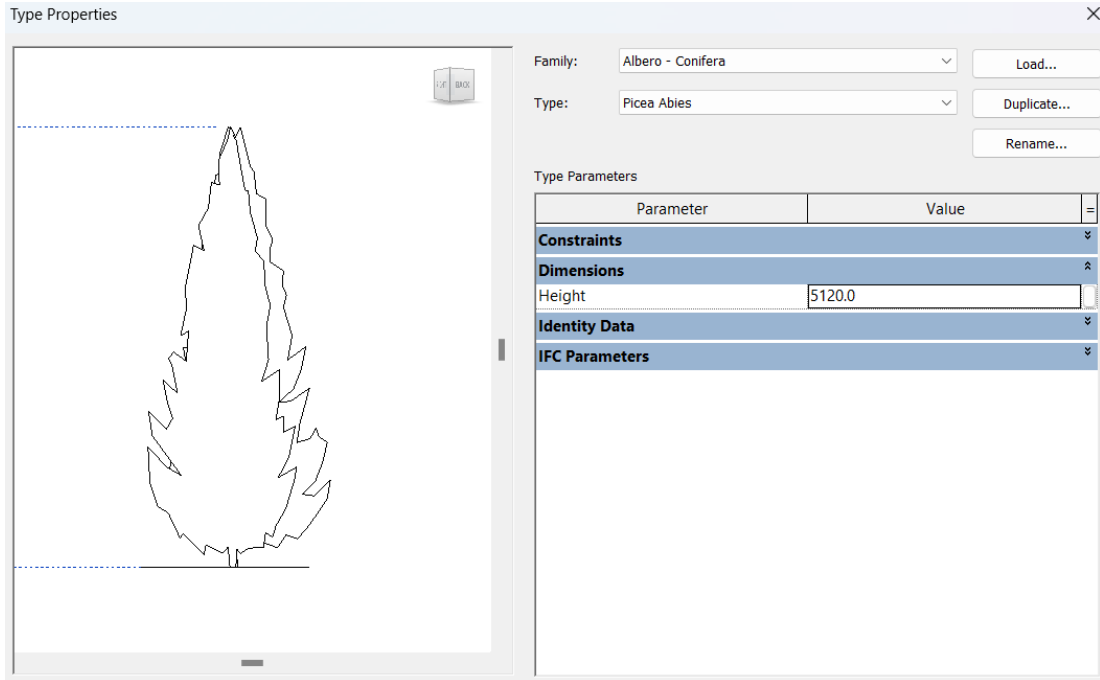 Type Properties
BACK
Family: Albero - Conifera Load...
Type: Picea Abies Duplicate...
Rename...
Type Parameters
Parameter Value =
Constraints
Dimensions
Height 5120.0
Identity Data
IFC Parameters